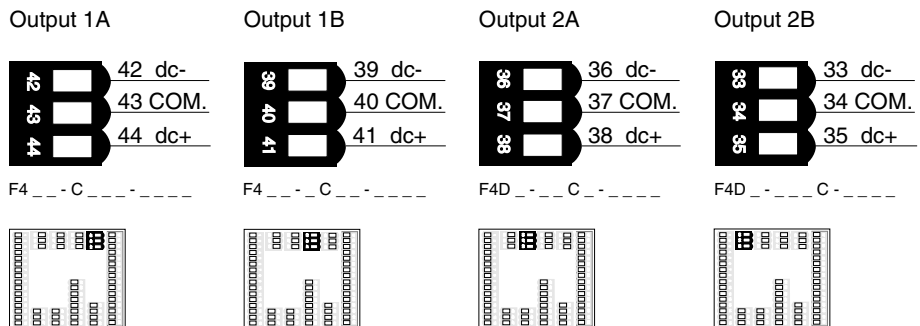 Output 1A
Output 1B
Output 2A
Output 2B
42
42 dc-
39
39 dc-
36
36 dc-
33
33 dc-
43
43 COM.
40
40 COM.
37
37 COM.
34
34 COM.
44
44 dc+
41
41 dc+
38
38 dc+
35
35 dc+
F4 _ _ - C _ _ _ - _ _ _ _
F4 _ _ - _ C _ _ - _ _ _ _
F4D _ - _ _ C _ - _ _ _ _
F4D _ - _ _ _ C - _ _ _ _